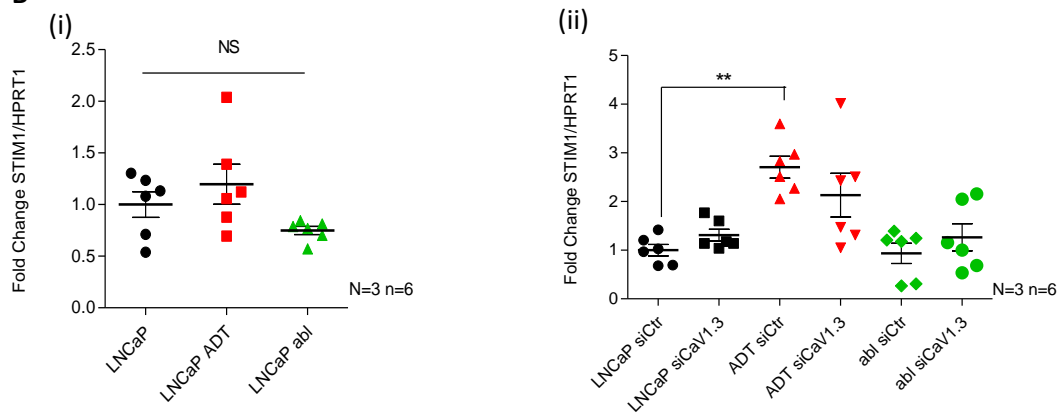 (i)
NS
Fold Change STIM1/HPRT1
2.5
2.0
1.5
1.0
0.5
0.0
LNCaP
LNCaP ADT
LNCaP abl
N=3 n=6
(ii)
**
Fold Change STIM1/HPRT1
5
4
3
2
1
0
LNCaP siCtr
LNCaP siCaV1.3
ADT siCtr
ADT siCaV1.3
abl siCtr
abl siCaV1.3
N=3 n=6